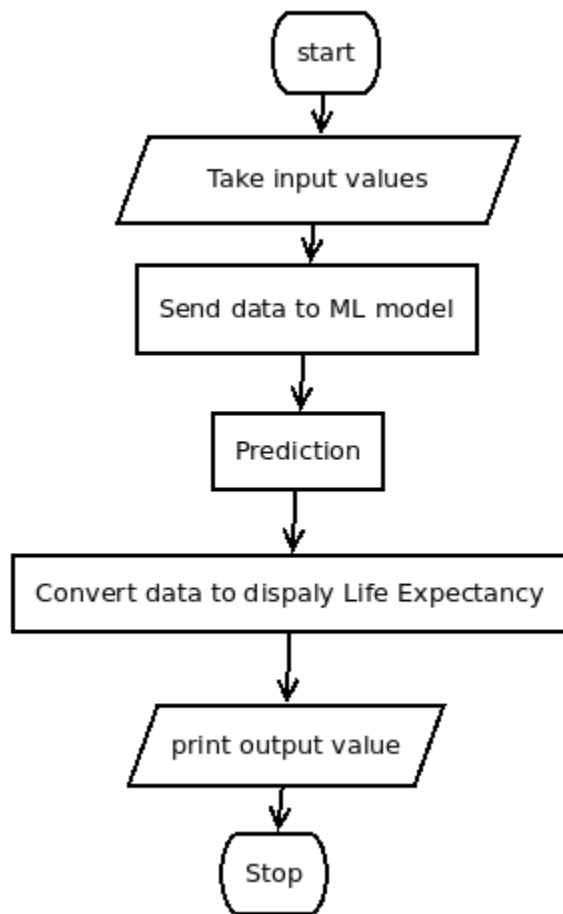 start
Take input values
Send data to ML model
Prediction
Convert data to dispaly Life Expectancy
print output value
Stop